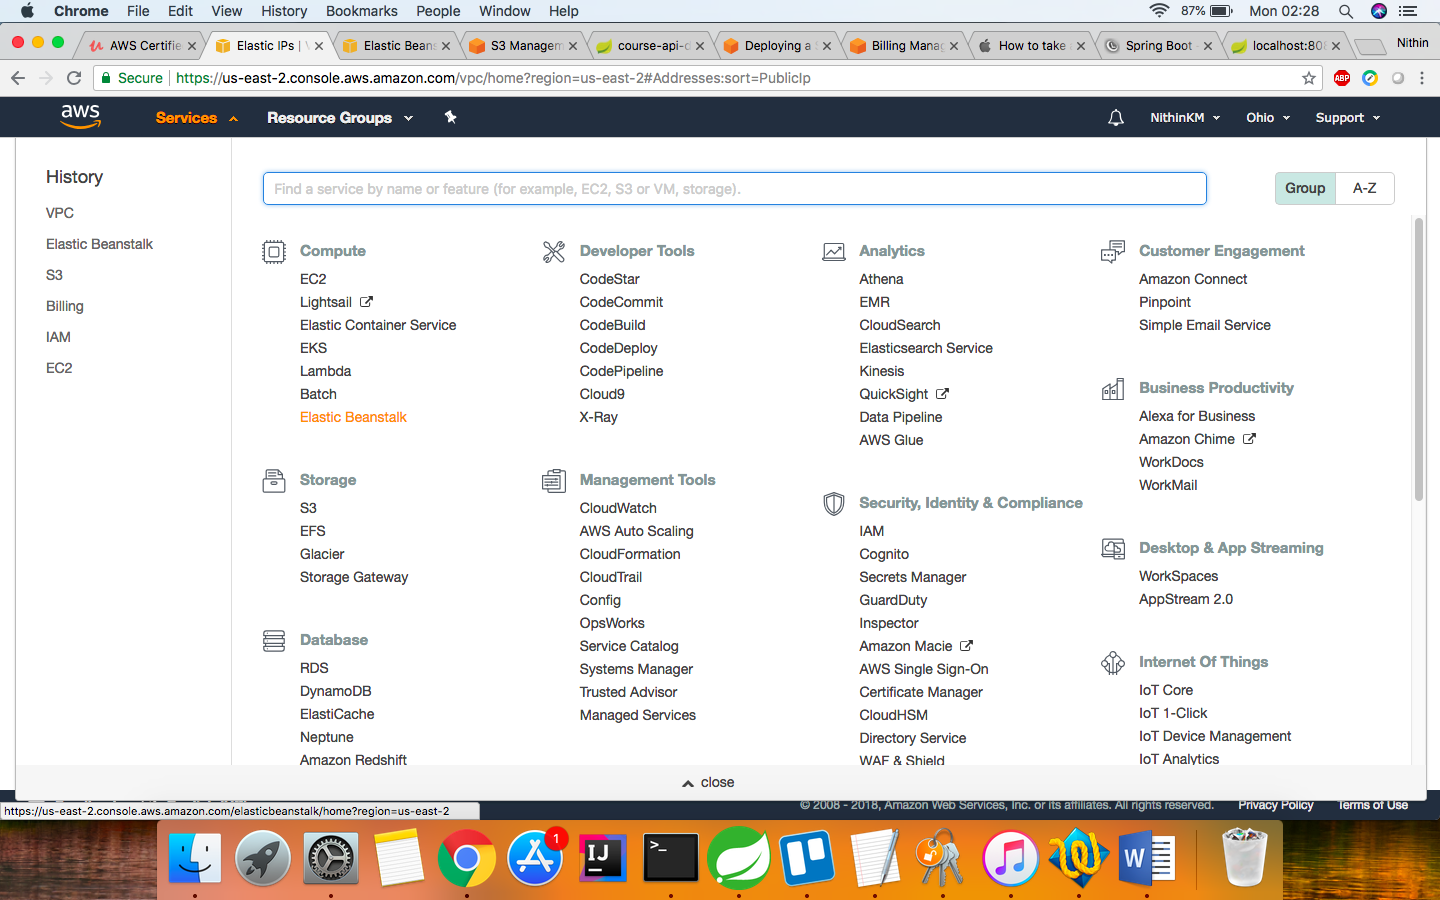 Chrome File Edit View History Bookmarks People Window Help 87% Mon 02:28
AWS Certifie Elastic IPs | V Elastic Beans S3 Managem course-api-d Deploying a S Billing Mana How to take Spring Boot - localhost:808 Nithin
Secure https://us-east-2.console.aws.amazon.com/vpc/home?region=us-east-2#Addresses:sort=PublicIp ABP
aws Services Resource Groups NithinKM Ohio Support
History
VPC
Elastic Beanstalk
S3
Billing
IAM
EC2
Find a service by name or feature (for example, EC2, S3 or VM, storage).
Group A-Z
Compute
EC2
Lightsail
Elastic Container Service
EKS
Lambda
Batch
Elastic Beanstalk
Storage
S3
EFS
Glacier
Storage Gateway
Database
RDS
DynamoDB
ElastiCache
Neptune
Amazon Redshift
Developer Tools
CodeStar
CodeCommit
CodeBuild
CodeDeploy
CodePipeline
Cloud9
X-Ray
Management Tools
CloudWatch
AWS Auto Scaling
CloudFormation
CloudTrail
Config
OpsWorks
Service Catalog
Systems Manager
Trusted Advisor
Managed Services
Analytics
Athena
EMR
CloudSearch
Elasticsearch Service
Kinesis
QuickSight
Data Pipeline
AWS Glue
Security, Identity & Compliance
IAM
Cognito
Secrets Manager
GuardDuty
Inspector
Amazon Macie
AWS Single Sign-On
Certificate Manager
CloudHSM
Directory Service
WAF & Shield
Customer Engagement
Amazon Connect
Pinpoint
Simple Email Service
Business Productivity
Alexa for Business
Amazon Chime
WorkDocs
WorkMail
Desktop & App Streaming
WorkSpaces
AppStream 2.0
Internet Of Things
IoT Core
IoT 1-Click
IoT Device Management
IoT Analytics
close
https://us-east-2.console.aws.amazon.com/elasticbeanstalk/home?region=us-east-2
© 2008 - 2018, Amazon Web Services, Inc. or its affiliates. All rights reserved. Privacy Policy Terms of Use
1
IJ
>_
W